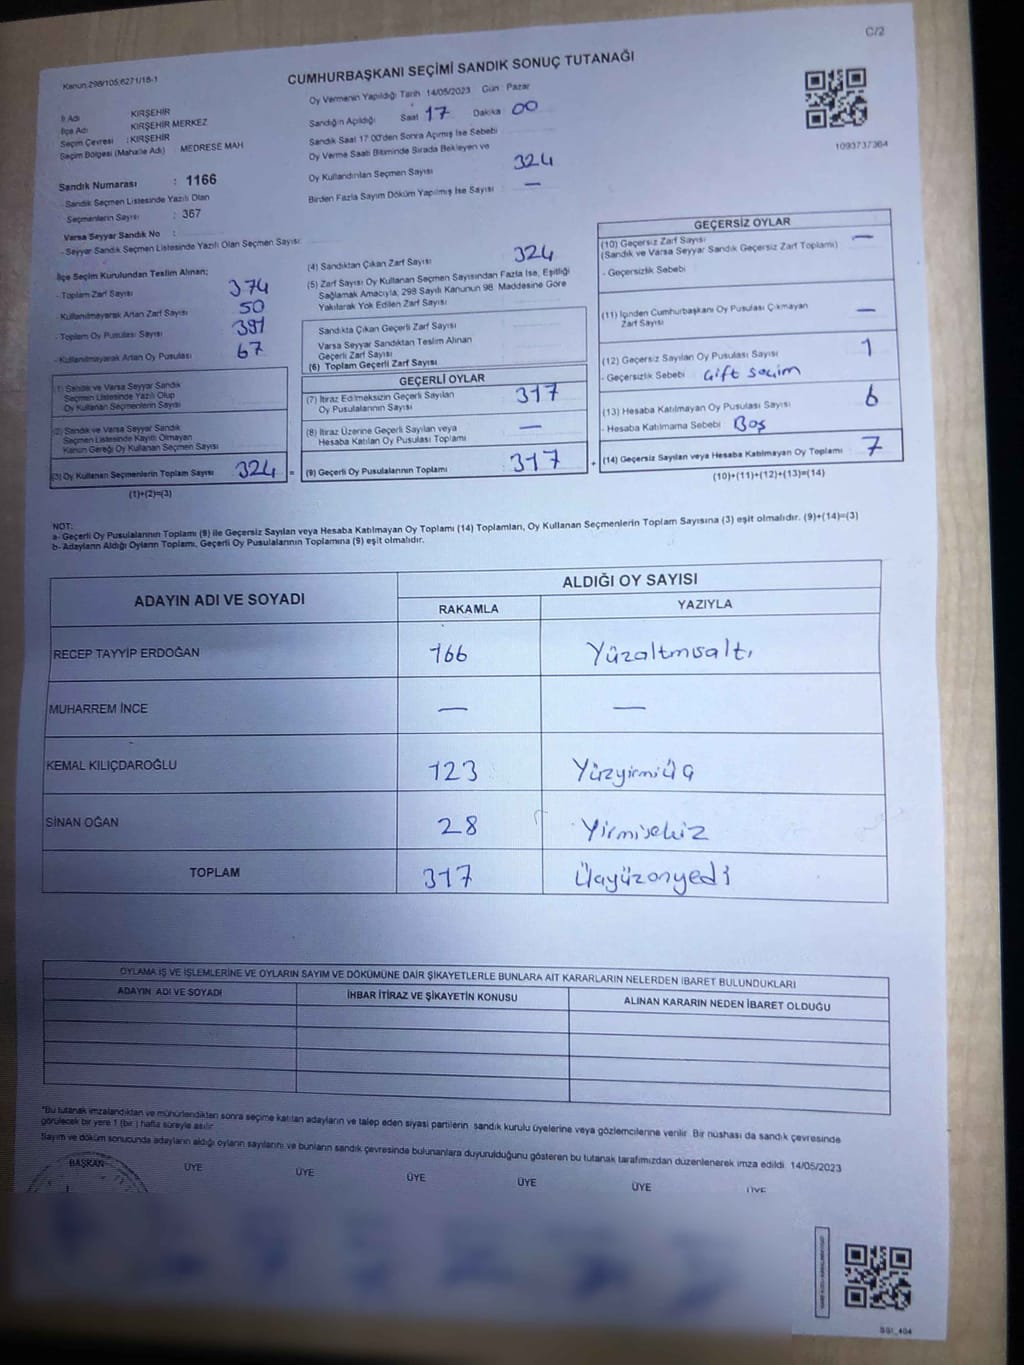 C/2
Kanun:298/105;6271/18-1
CUMHURBAŞKANI SEÇİMİ SANDIK SONUÇ TUTANAĞI
İl Adı KIRŞEHİR
İlçe Adı KIRŞEHİR MERKEZ
Seçim Çevresi : KIRŞEHİR
Seçim Bölgesi (Mahalle Adı) MEDRESE MAH
Sandık Numarası : 1166
- Sandık Seçmen Listesinde Yazılı Olan
Seçmenlerin Sayısı : 367
Varsa Seyyar Sandık No :
- Seyyar Sandık Seçmen Listesinde Yazılı Olan Seçmen Sayısı:
Oy Vermenin Yapıldığı Tarih 14/05/2023 Gün Pazar
Sandığın Açıldığı Saat 17 Dakika 00
Sandık Saat 17.00'den Sonra Açılmış İse Sebebi
Oy Verme Saati Bitiminde Sırada Bekleyen ve
Oy Kullandırılan Seçmen Sayısı 324
Birden Fazla Sayım Döküm Yapılmış İse Sayısı —
1093737364
İlçe Seçim Kurulundan Teslim Alınan;
- Toplam Zarf Sayısı 374
- Kullanılmayarak Artan Zarf Sayısı 50
- Toplam Oy Pusulası Sayısı 391
- Kullanılmayarak Artan Oy Pusulası 67
(1) Sandık ve Varsa Seyyar Sandık
Seçmen Listesinde Yazılı Olup
Oy Kullanan Seçmenlerin Sayısı
(2) Sandık ve Varsa Seyyar Sandık
Seçmen Listesinde Kayıtlı Olmayan
Kanun Gereği Oy Kullanan Seçmen Sayısı
(3) Oy Kullanan Seçmenlerin Toplam Sayısı 324 =
(1)+(2)=(3)
(4) Sandıktan Çıkan Zarf Sayısı 324
(5) Zarf Sayısı Oy Kullanan Seçmen Sayısından Fazla İse, Eşitliği
Sağlamak Amacıyla, 298 Sayılı Kanunun 98. Maddesine Göre
Yakılarak Yok Edilen Zarf Sayısı
Sandıkta Çıkan Geçerli Zarf Sayısı
Varsa Seyyar Sandıktan Teslim Alınan
Geçerli Zarf Sayısı
(6) Toplam Geçerli Zarf Sayısı
GEÇERLİ OYLAR
(7) İtiraz Edilmeksizin Geçerli Sayılan
Oy Pusulalarının Sayısı 317
(8) İtiraz Üzerine Geçerli Sayılan veya
Hesaba Katılan Oy Pusulası Toplamı —
(9) Geçerli Oy Pusulalarının Toplamı 317 +
GEÇERSİZ OYLAR
(10) Geçersiz Zarf Sayısı —
(Sandık ve Varsa Seyyar Sandık Geçersiz Zarf Toplamı)
- Geçersizlik Sebebi
(11) İçinden Cumhurbaşkanı Oy Pusulası Çıkmayan
Zarf Sayısı —
(12) Geçersiz Sayılan Oy Pusulası Sayısı 1
- Geçersizlik Sebebi Çift seçim
(13) Hesaba Katılmayan Oy Pusulası Sayısı 6
- Hesaba Katılmama Sebebi Boş
(14) Geçersiz Sayılan veya Hesaba Katılmayan Oy Toplamı 7
(10)+(11)+(12)+(13)=(14)
NOT:
a- Geçerli Oy Pusulalarının Toplamı (9) ile Geçersiz Sayılan veya Hesaba Katılmayan Oy Toplamı (14) Toplamları, Oy Kullanan Seçmenlerin Toplam Sayısına (3) eşit olmalıdır. (9)+(14)=(3)
b- Adayların Aldığı Oyların Toplamı, Geçerli Oy Pusulalarının Toplamına (9) eşit olmalıdır.
ADAYIN ADI VE SOYADI ALDIĞI OY SAYISI
RAKAMLA YAZIYLA
RECEP TAYYİP ERDOĞAN 166 Yüzaltmışaltı
MUHARREM İNCE — —
KEMAL KILIÇDAROĞLU 123 Yüzyirmiüç
SİNAN OĞAN 28 Yirmisekiz
TOPLAM 317 Üçyüzonyedi
OYLAMA İŞ VE İŞLEMLERİNE VE OYLARIN SAYIM VE DÖKÜMÜNE DAİR ŞİKAYETLERLE BUNLARA AİT KARARLARIN NELERDEN İBARET BULUNDUKLARI
ADAYIN ADI VE SOYADI İHBAR İTİRAZ VE ŞİKAYETİN KONUSU ALINAN KARARIN NEDEN İBARET OLDUĞU
*Bu tutanak imzalandıktan ve mühürlendikten sonra seçime katılan adayların ve talep eden siyasi partilerin sandık kurulu üyelerine veya gözlemcilerine verilir. Bir nüshası da sandık çevresinde
görülecek bir yere 1 (bir) hafta süreyle asılır.
Sayım ve döküm sonucunda adayların aldığı oyların sayılarını ve bunların sandık çevresinde bulunanlara duyurulduğunu gösteren bu tutanak tarafımızdan düzenlenerek imza edildi. 14/05/2023
BAŞKAN ÜYE ÜYE ÜYE ÜYE ÜYE ÜYE